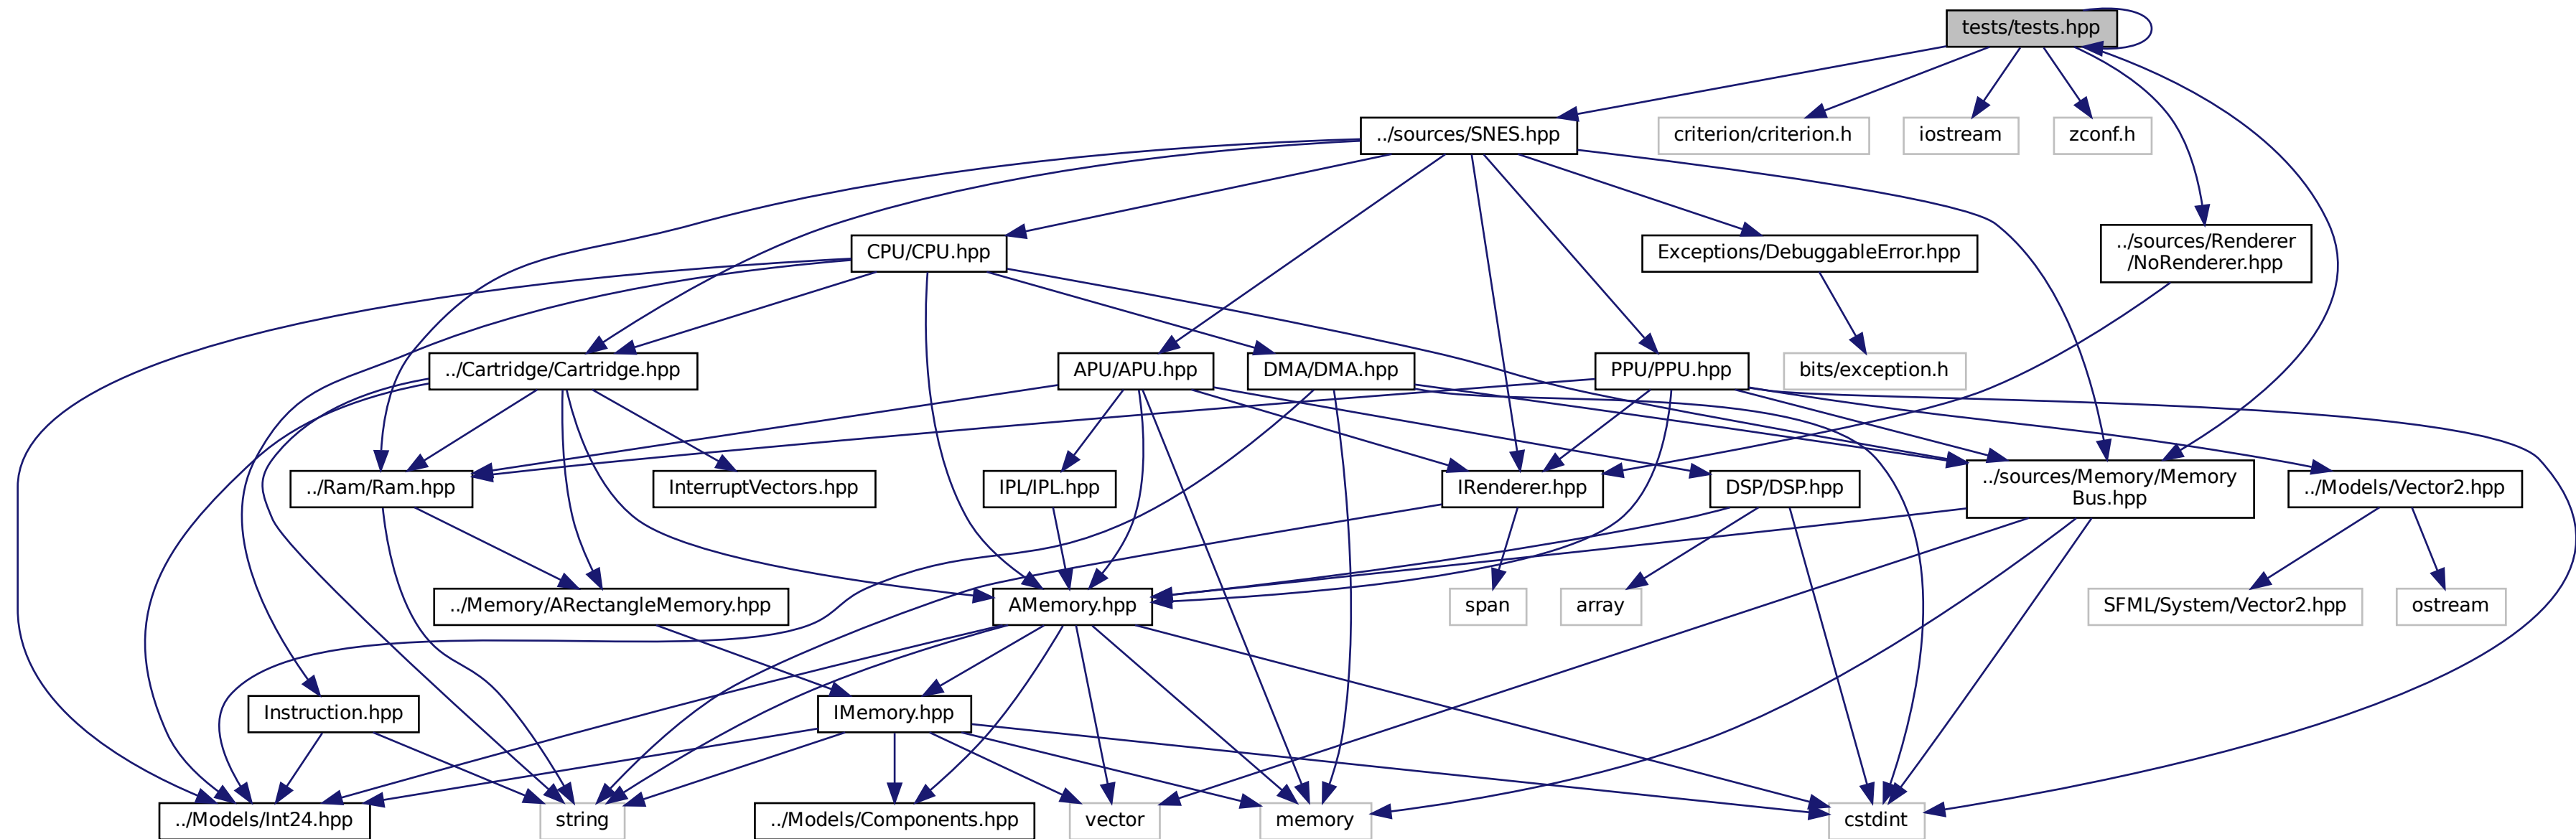 tests/tests.hpp
../sources/SNES.hpp
criterion/criterion.h
iostream
zconf.h
CPU/CPU.hpp
Exceptions/DebuggableError.hpp
../sources/Renderer
/NoRenderer.hpp
../Cartridge/Cartridge.hpp
APU/APU.hpp
DMA/DMA.hpp
PPU/PPU.hpp
bits/exception.h
../Ram/Ram.hpp
InterruptVectors.hpp
IPL/IPL.hpp
IRenderer.hpp
DSP/DSP.hpp
../sources/Memory/Memory
Bus.hpp
../Models/Vector2.hpp
../Memory/ARectangleMemory.hpp
AMemory.hpp
span
array
SFML/System/Vector2.hpp
ostream
Instruction.hpp
IMemory.hpp
../Models/Int24.hpp
string
../Models/Components.hpp
vector
memory
cstdint